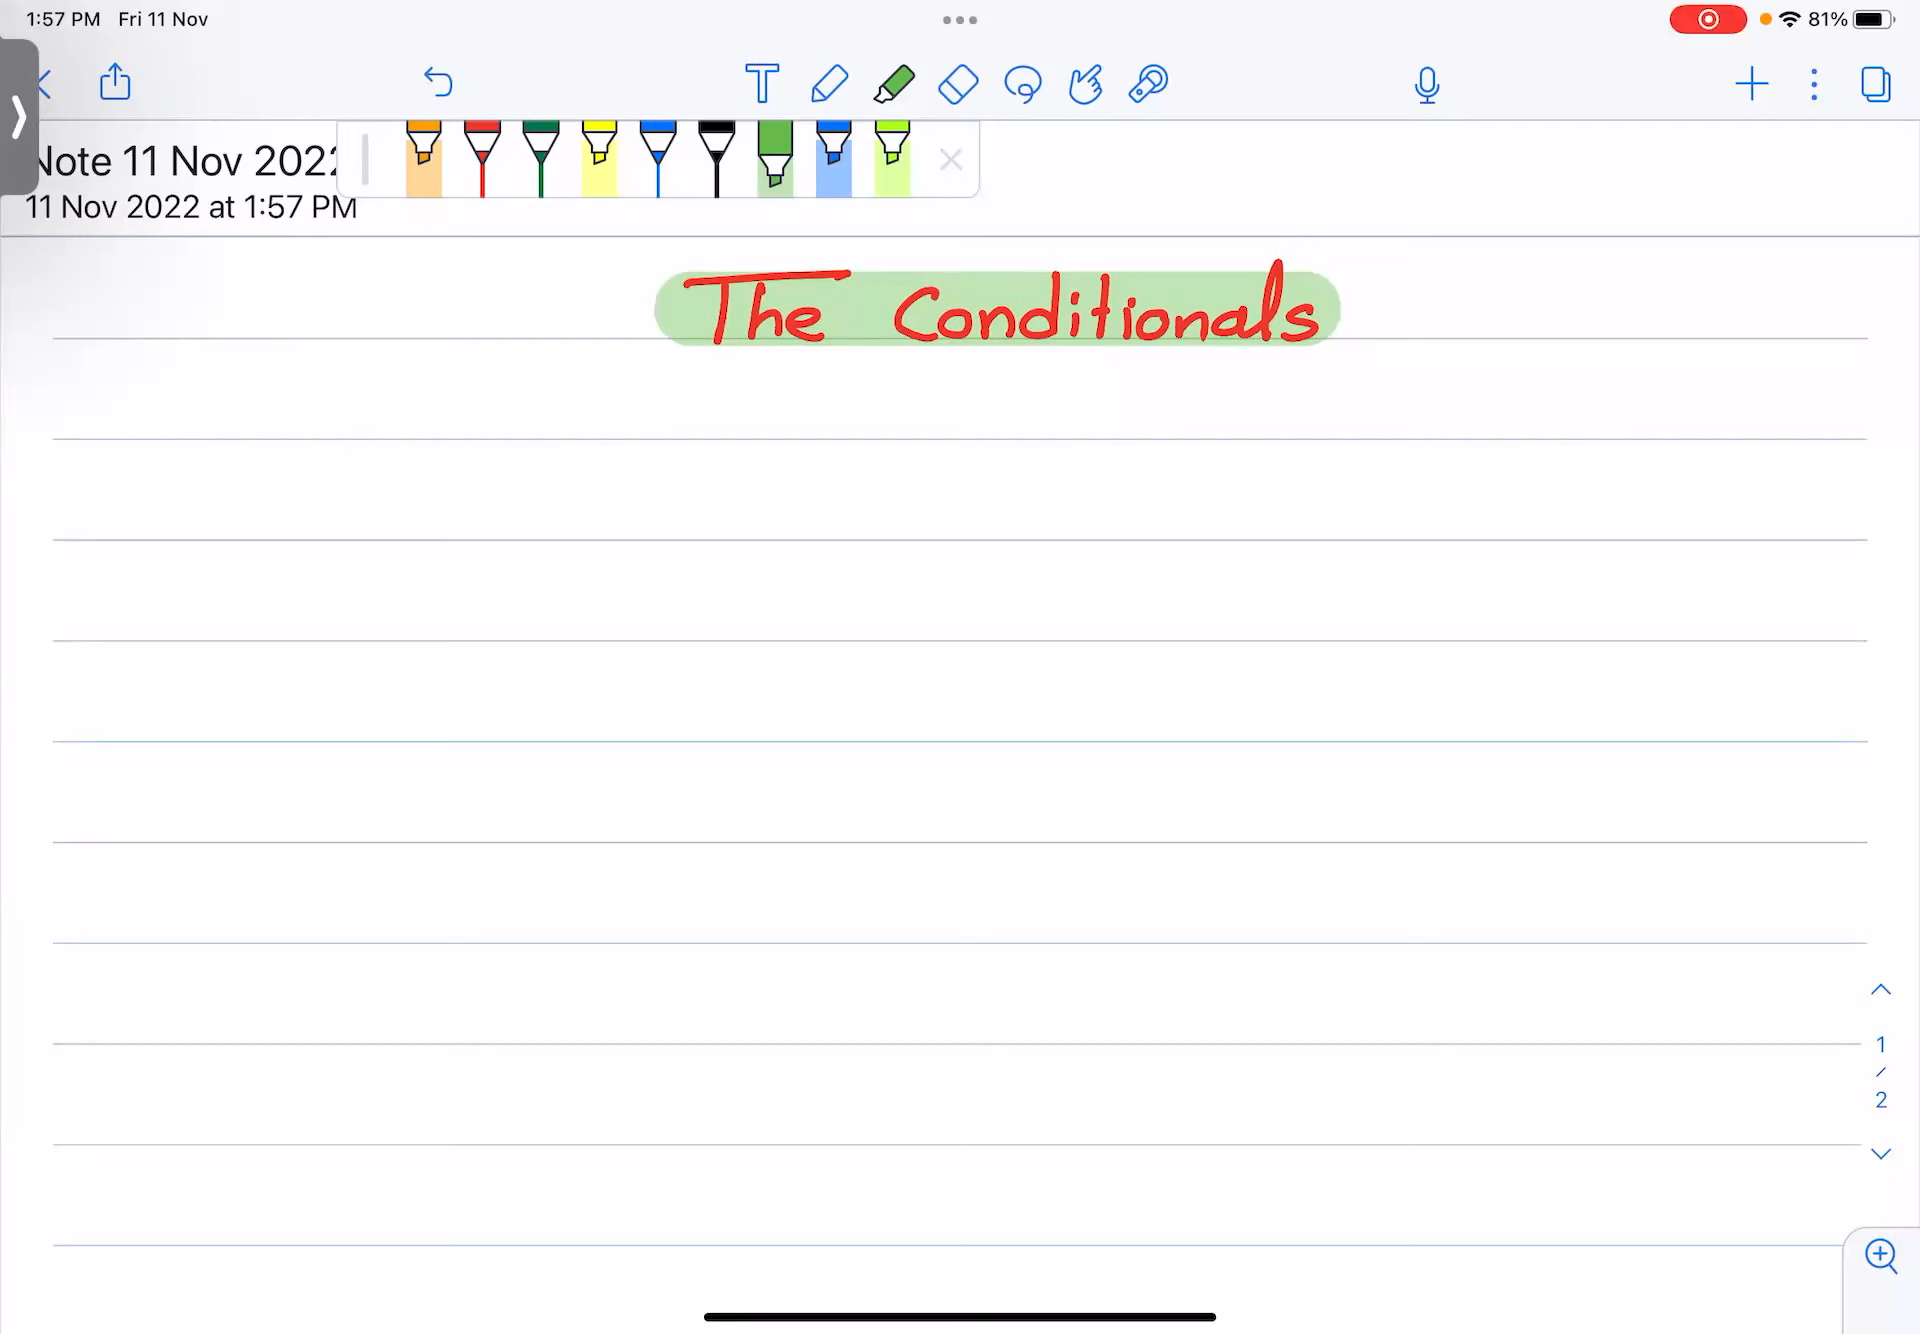 1:57 PM Fri 11 Nov
81%
Note 11 Nov 2022
11 Nov 2022 at 1:57 PM
The Conditionals
1
/
2